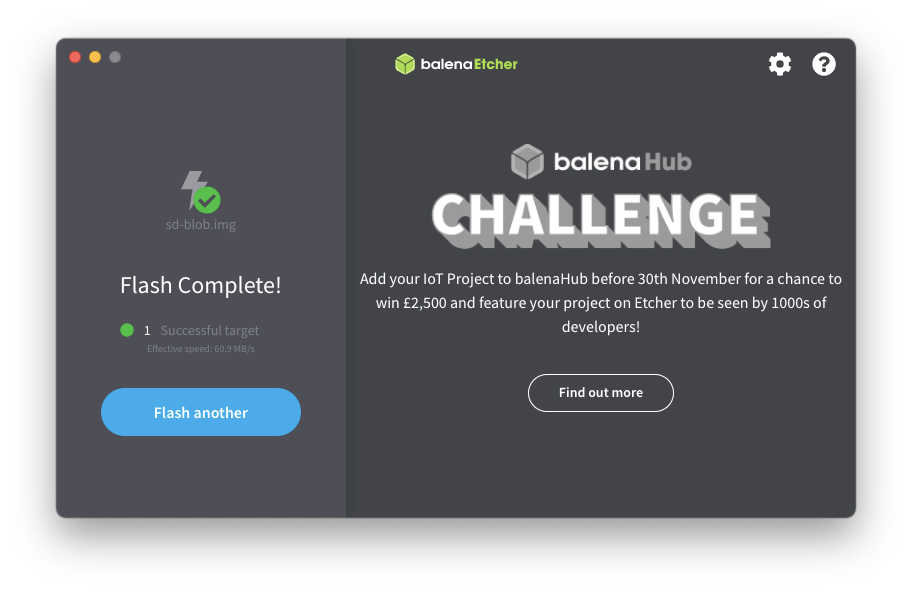 balenaEtcher
sd-blob.img
Flash Complete!
1 Successful target
Effective speed: 60.9 MB/s
Flash another
balenaHub
CHALLENGE
Add your IoT Project to balenaHub before 30th November for a chance to
win £2,500 and feature your project on Etcher to be seen by 1000s of
developers!
Find out more